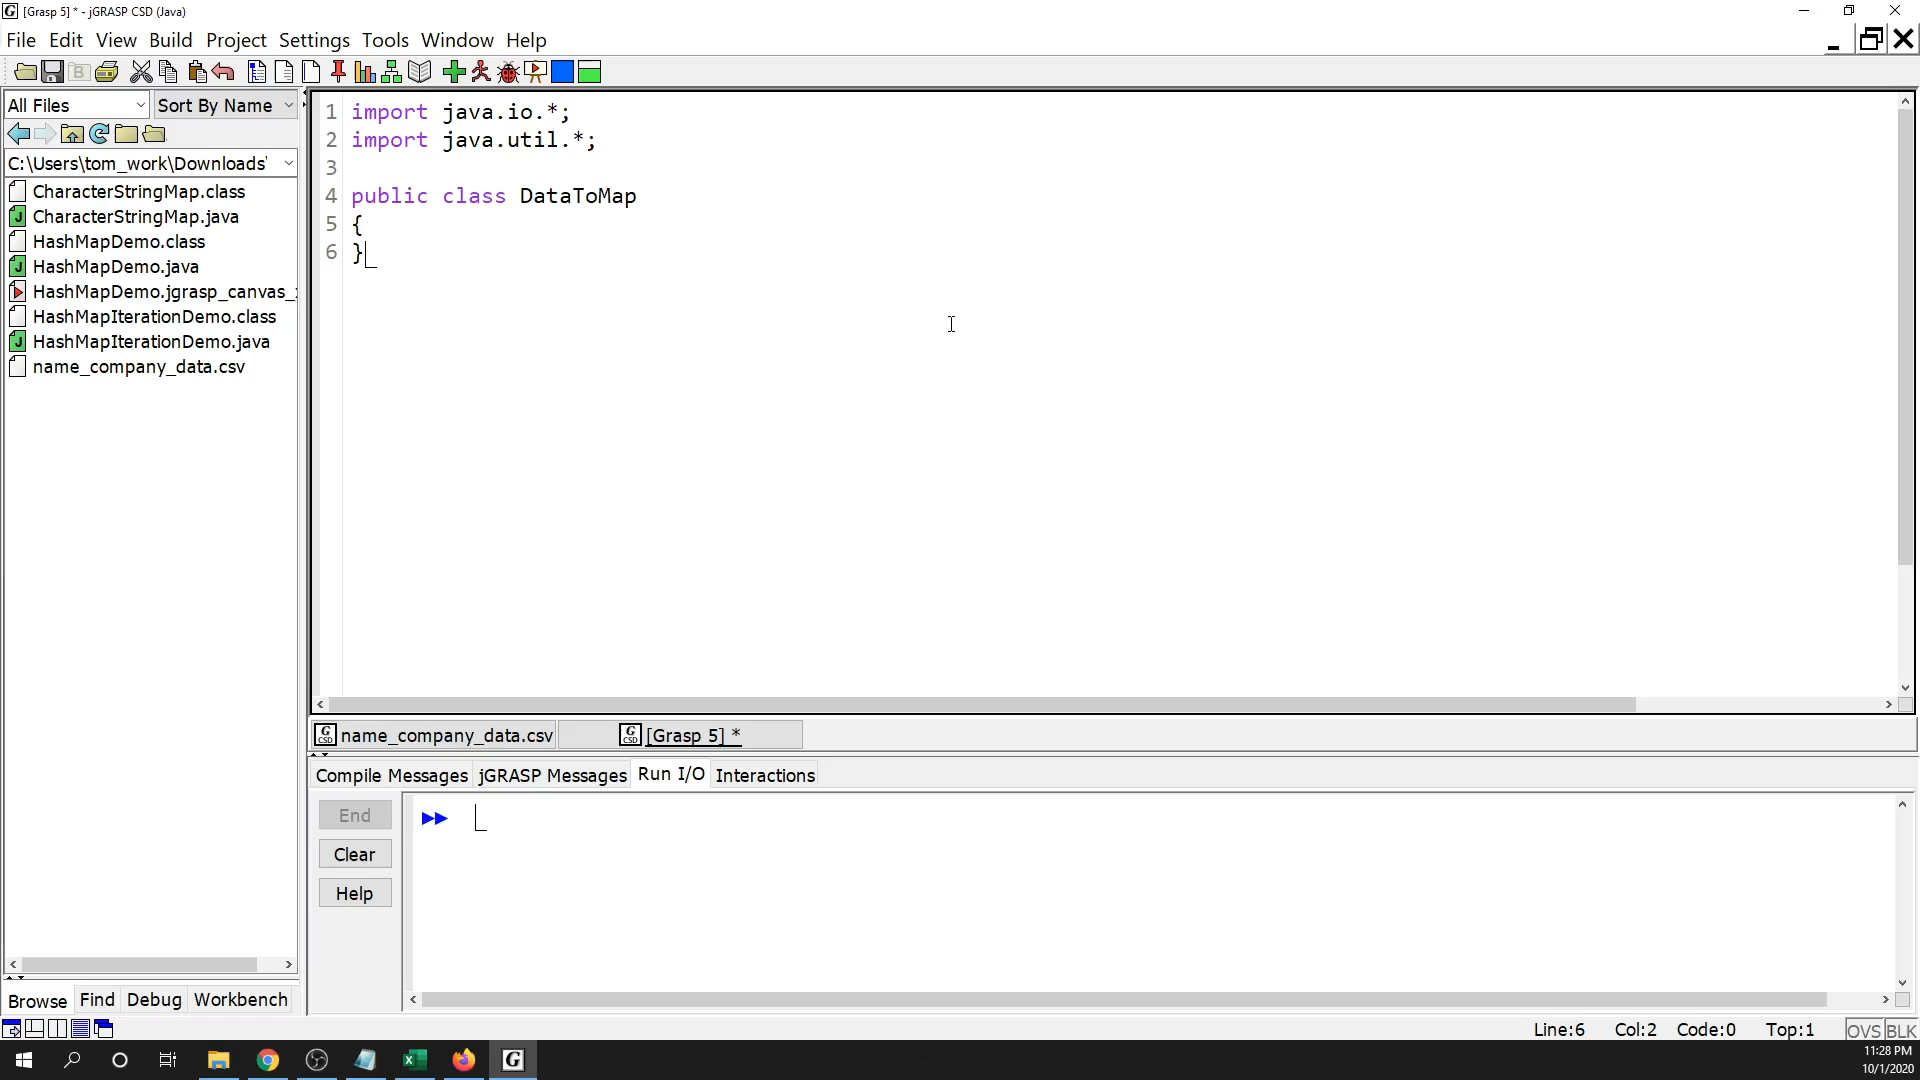 [Grasp 5] * - jGRASP CSD (Java)
File Edit View Build Project Settings Tools Window Help
All Files Sort By Name
C:\Users\tom_work\Downloads'
CharacterStringMap.class
CharacterStringMap.java
HashMapDemo.class
HashMapDemo.java
HashMapDemo.jgrasp_canvas_
HashMapIterationDemo.class
HashMapIterationDemo.java
name_company_data.csv
Browse Find Debug Workbench
1 import java.io.*;
2 import java.util.*;
3
4 public class DataToMap
5 {
6 }
name_company_data.csv [Grasp 5] *
Compile Messages jGRASP Messages Run I/O Interactions
End
Clear
Help
Line:6 Col:2 Code:0 Top:1 OVS BLK
11:28 PM
10/1/2020